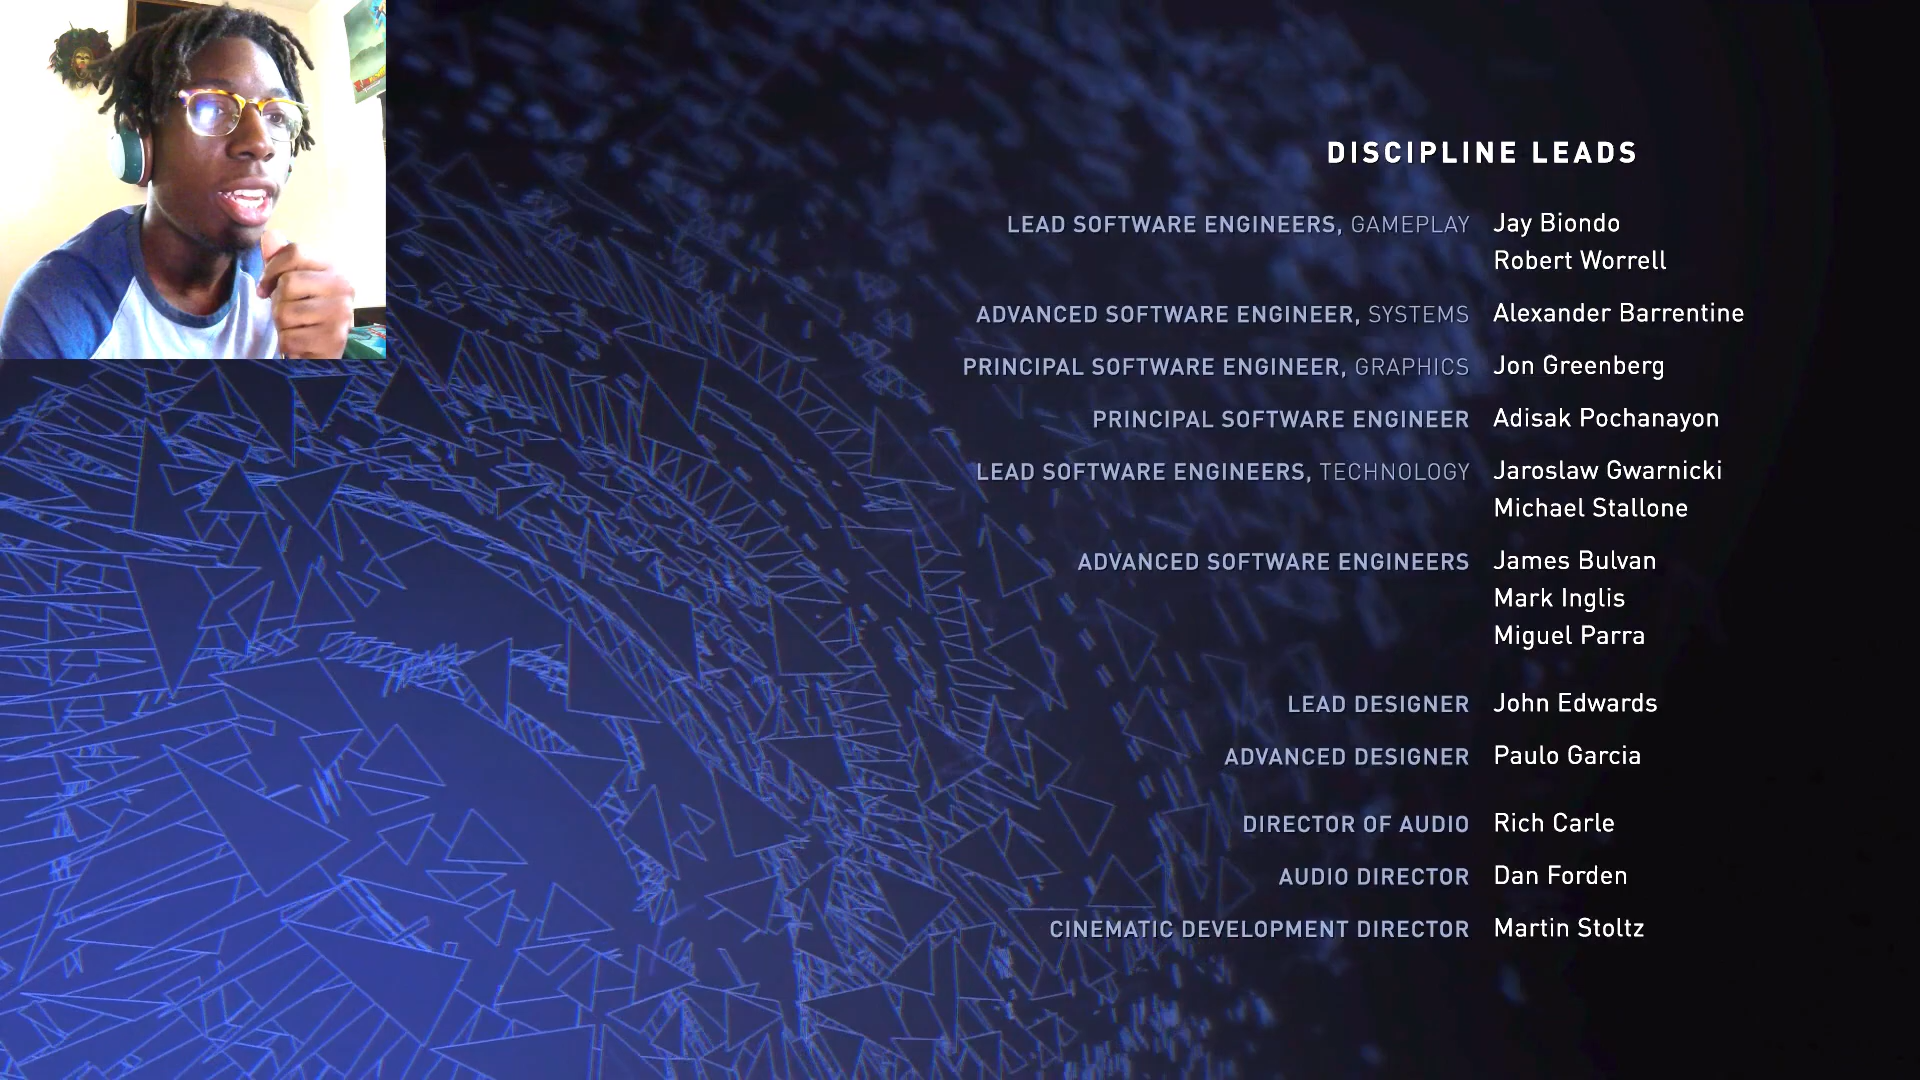 DISCIPLINE LEADS
LEAD SOFTWARE ENGINEERS, GAMEPLAY Jay Biondo
Robert Worrell
ADVANCED SOFTWARE ENGINEER, SYSTEMS Alexander Barrentine
PRINCIPAL SOFTWARE ENGINEER, GRAPHICS Jon Greenberg
PRINCIPAL SOFTWARE ENGINEER Adisak Pochanayon
LEAD SOFTWARE ENGINEERS, TECHNOLOGY Jaroslaw Gwarnicki
Michael Stallone
ADVANCED SOFTWARE ENGINEERS James Bulvan
Mark Inglis
Miguel Parra
LEAD DESIGNER John Edwards
ADVANCED DESIGNER Paulo Garcia
DIRECTOR OF AUDIO Rich Carle
AUDIO DIRECTOR Dan Forden
CINEMATIC DEVELOPMENT DIRECTOR Martin Stoltz